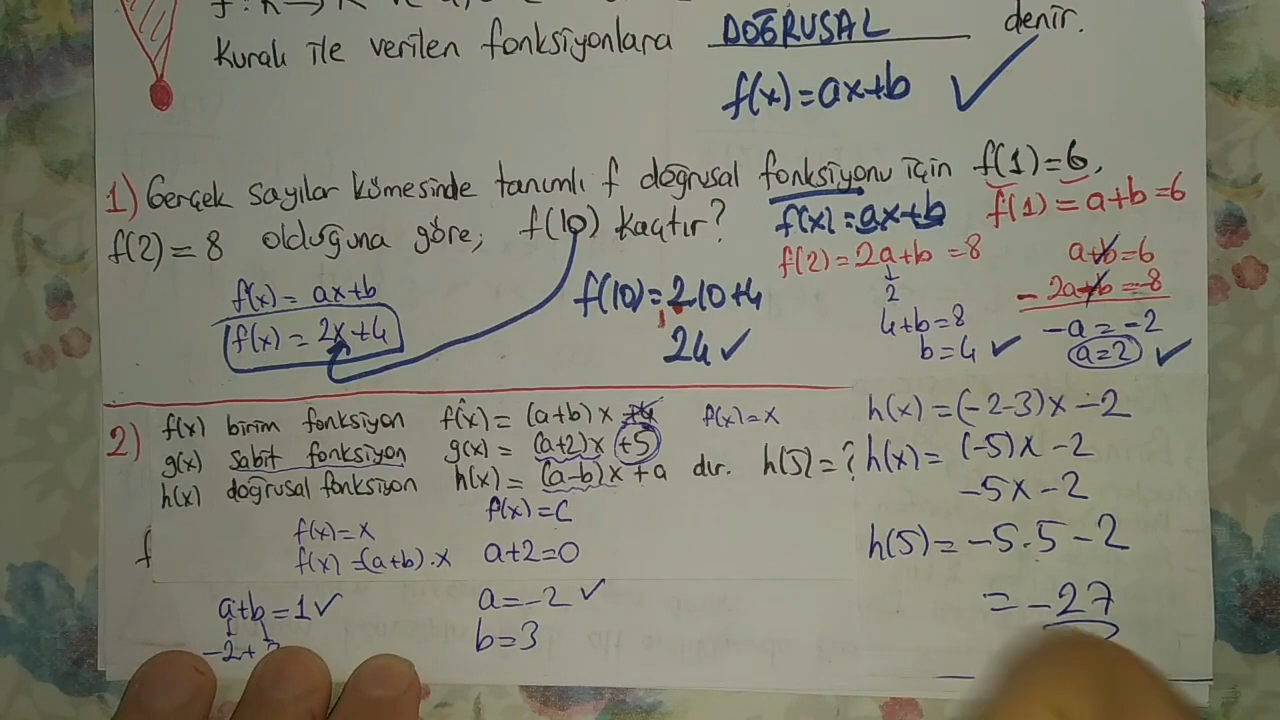 Kuralı ile verilen fonksiyonlara DOĞRUSAL denir.
f(x)=ax+b ✓
1) Gerçek sayılar kümesinde tanımlı f doğrusal fonksiyonu için f(1)=6,
f(2)=8 olduğuna göre, f(10) kaçtır?
f(x)=ax+b
f(1)=a+b=6
f(2)=2a+b=8
2
4+b=8
b=4 ✓
a+b=6
- 2a+b=-8
-a=-2
a=2 ✓
f(x)=ax+b
f(x)=2x+4
f(10)=2.10+4
24 ✓
2) f(x) birim fonksiyon f(x)=(a+b)x f(x)=x
g(x) sabit fonksiyon g(x)=(a+2)x+5
h(x) doğrusal fonksiyon h(x)=(a-b)x+a dır. h(5)=?
f(x)=C
f
f(x)=x
f(x)=(a+b).x
a+2=0
a+b=1 ✓
a=-2 ✓
b=3
h(x)=(-2-3)x-2
h(x)=(-5)x-2
-5x-2
h(5)=-5.5-2
=-27